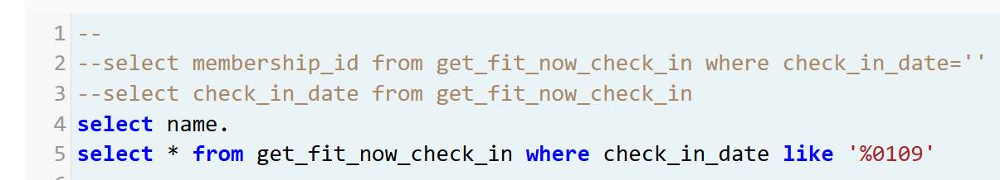 1 --
2 --select membership_id from get_fit_now_check_in where check_in_date=''
3 --select check_in_date from get_fit_now_check_in
4 select name.
5 select * from get_fit_now_check_in where check_in_date like '%0109'